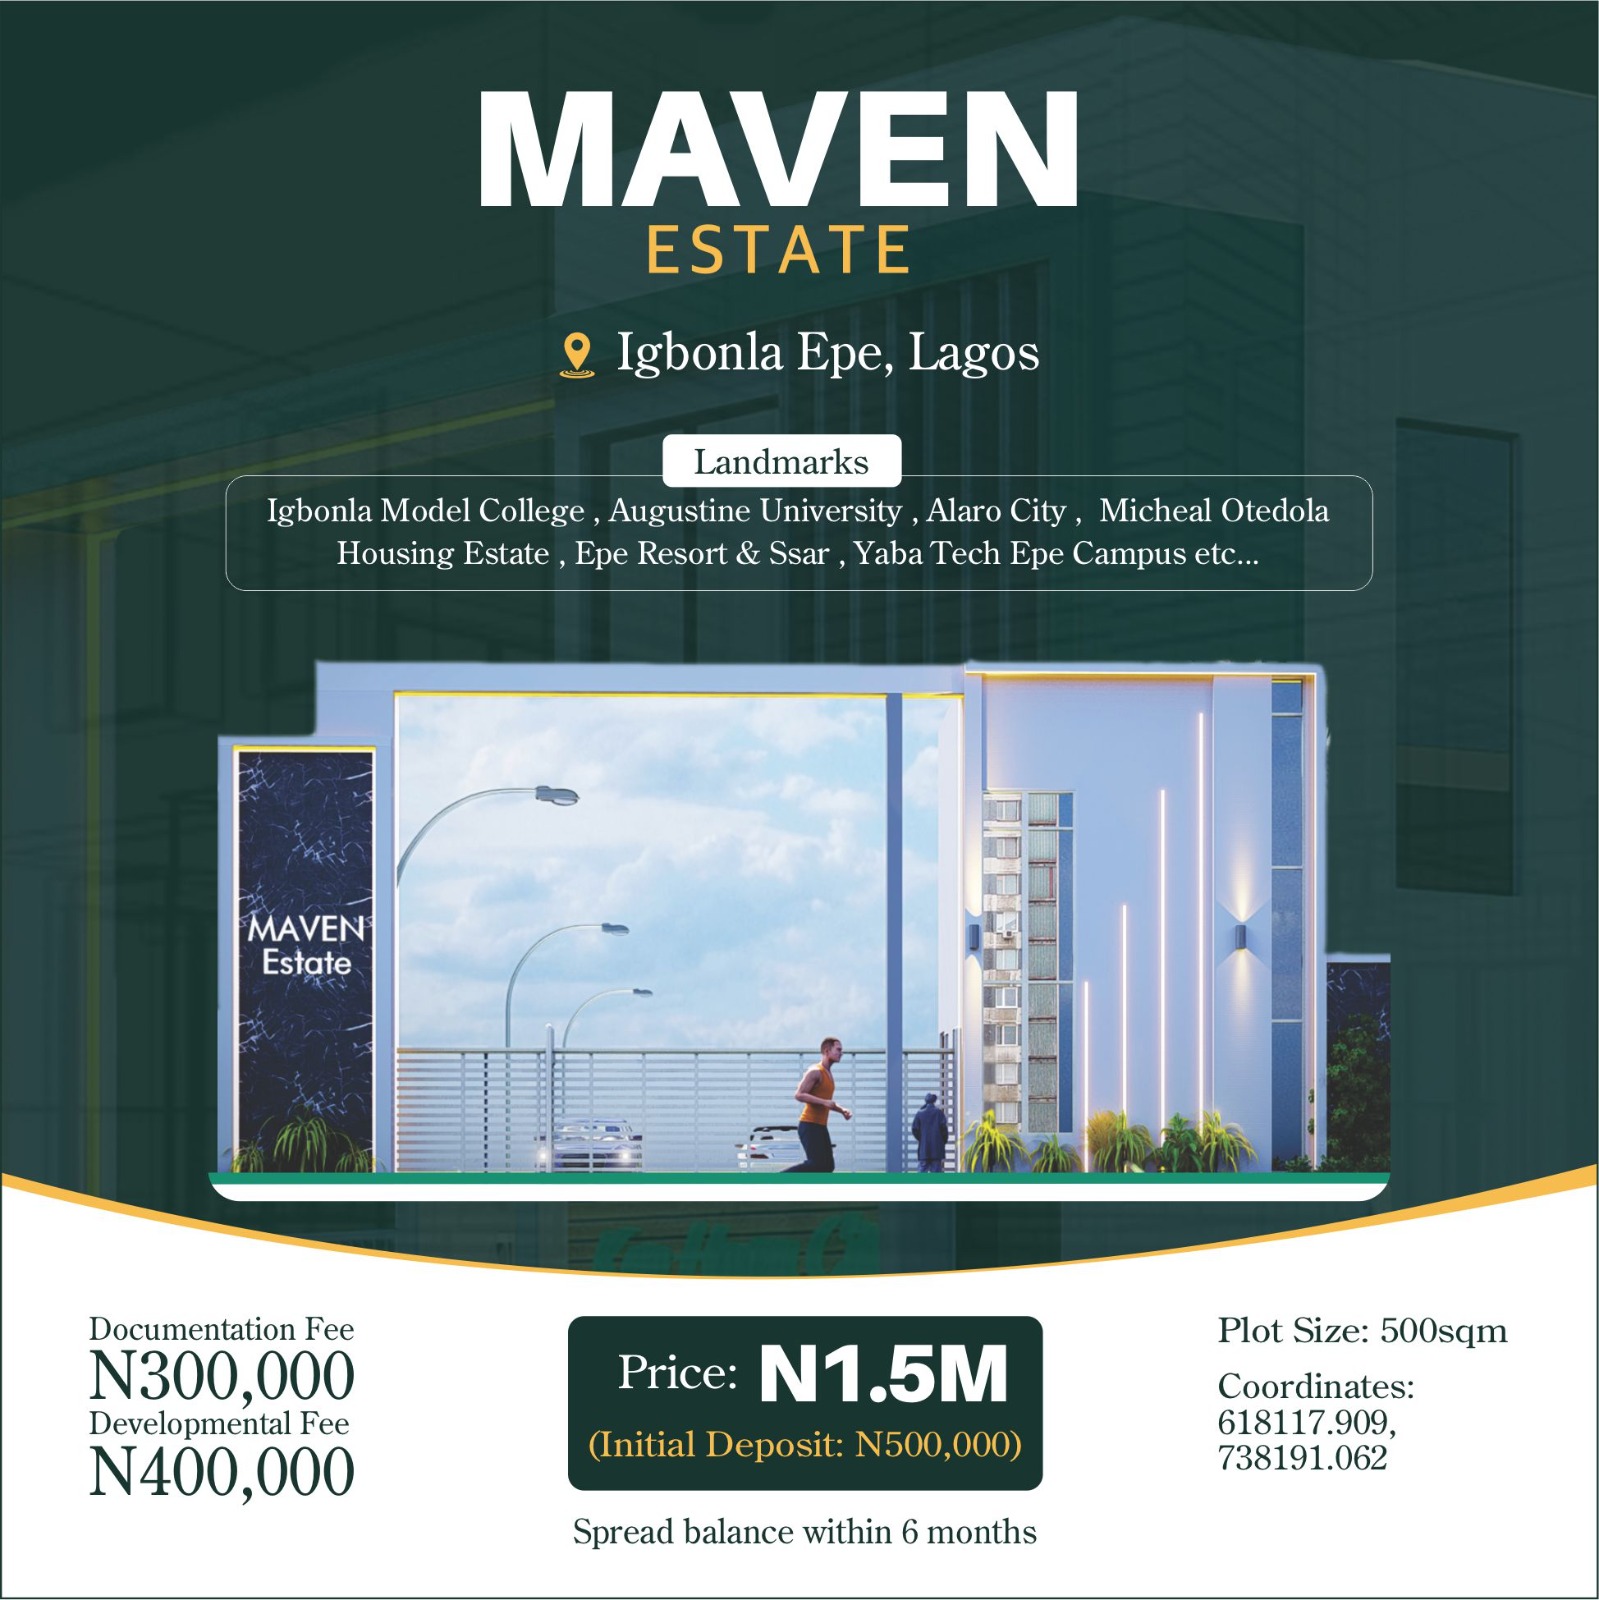 MAVEN
ESTATE
Igbonla Epe, Lagos
Landmarks
Igbonla Model College , Augustine University , Alaro City , Micheal Otedola
Housing Estate , Epe Resort & Ssar , Yaba Tech Epe Campus etc...
MAVEN
Estate
Documentation Fee
N300,000
Developmental Fee
N400,000
Price: N1.5M
(Initial Deposit: N500,000)
Spread balance within 6 months
Plot Size: 500sqm
Coordinates:
618117.909,
738191.062